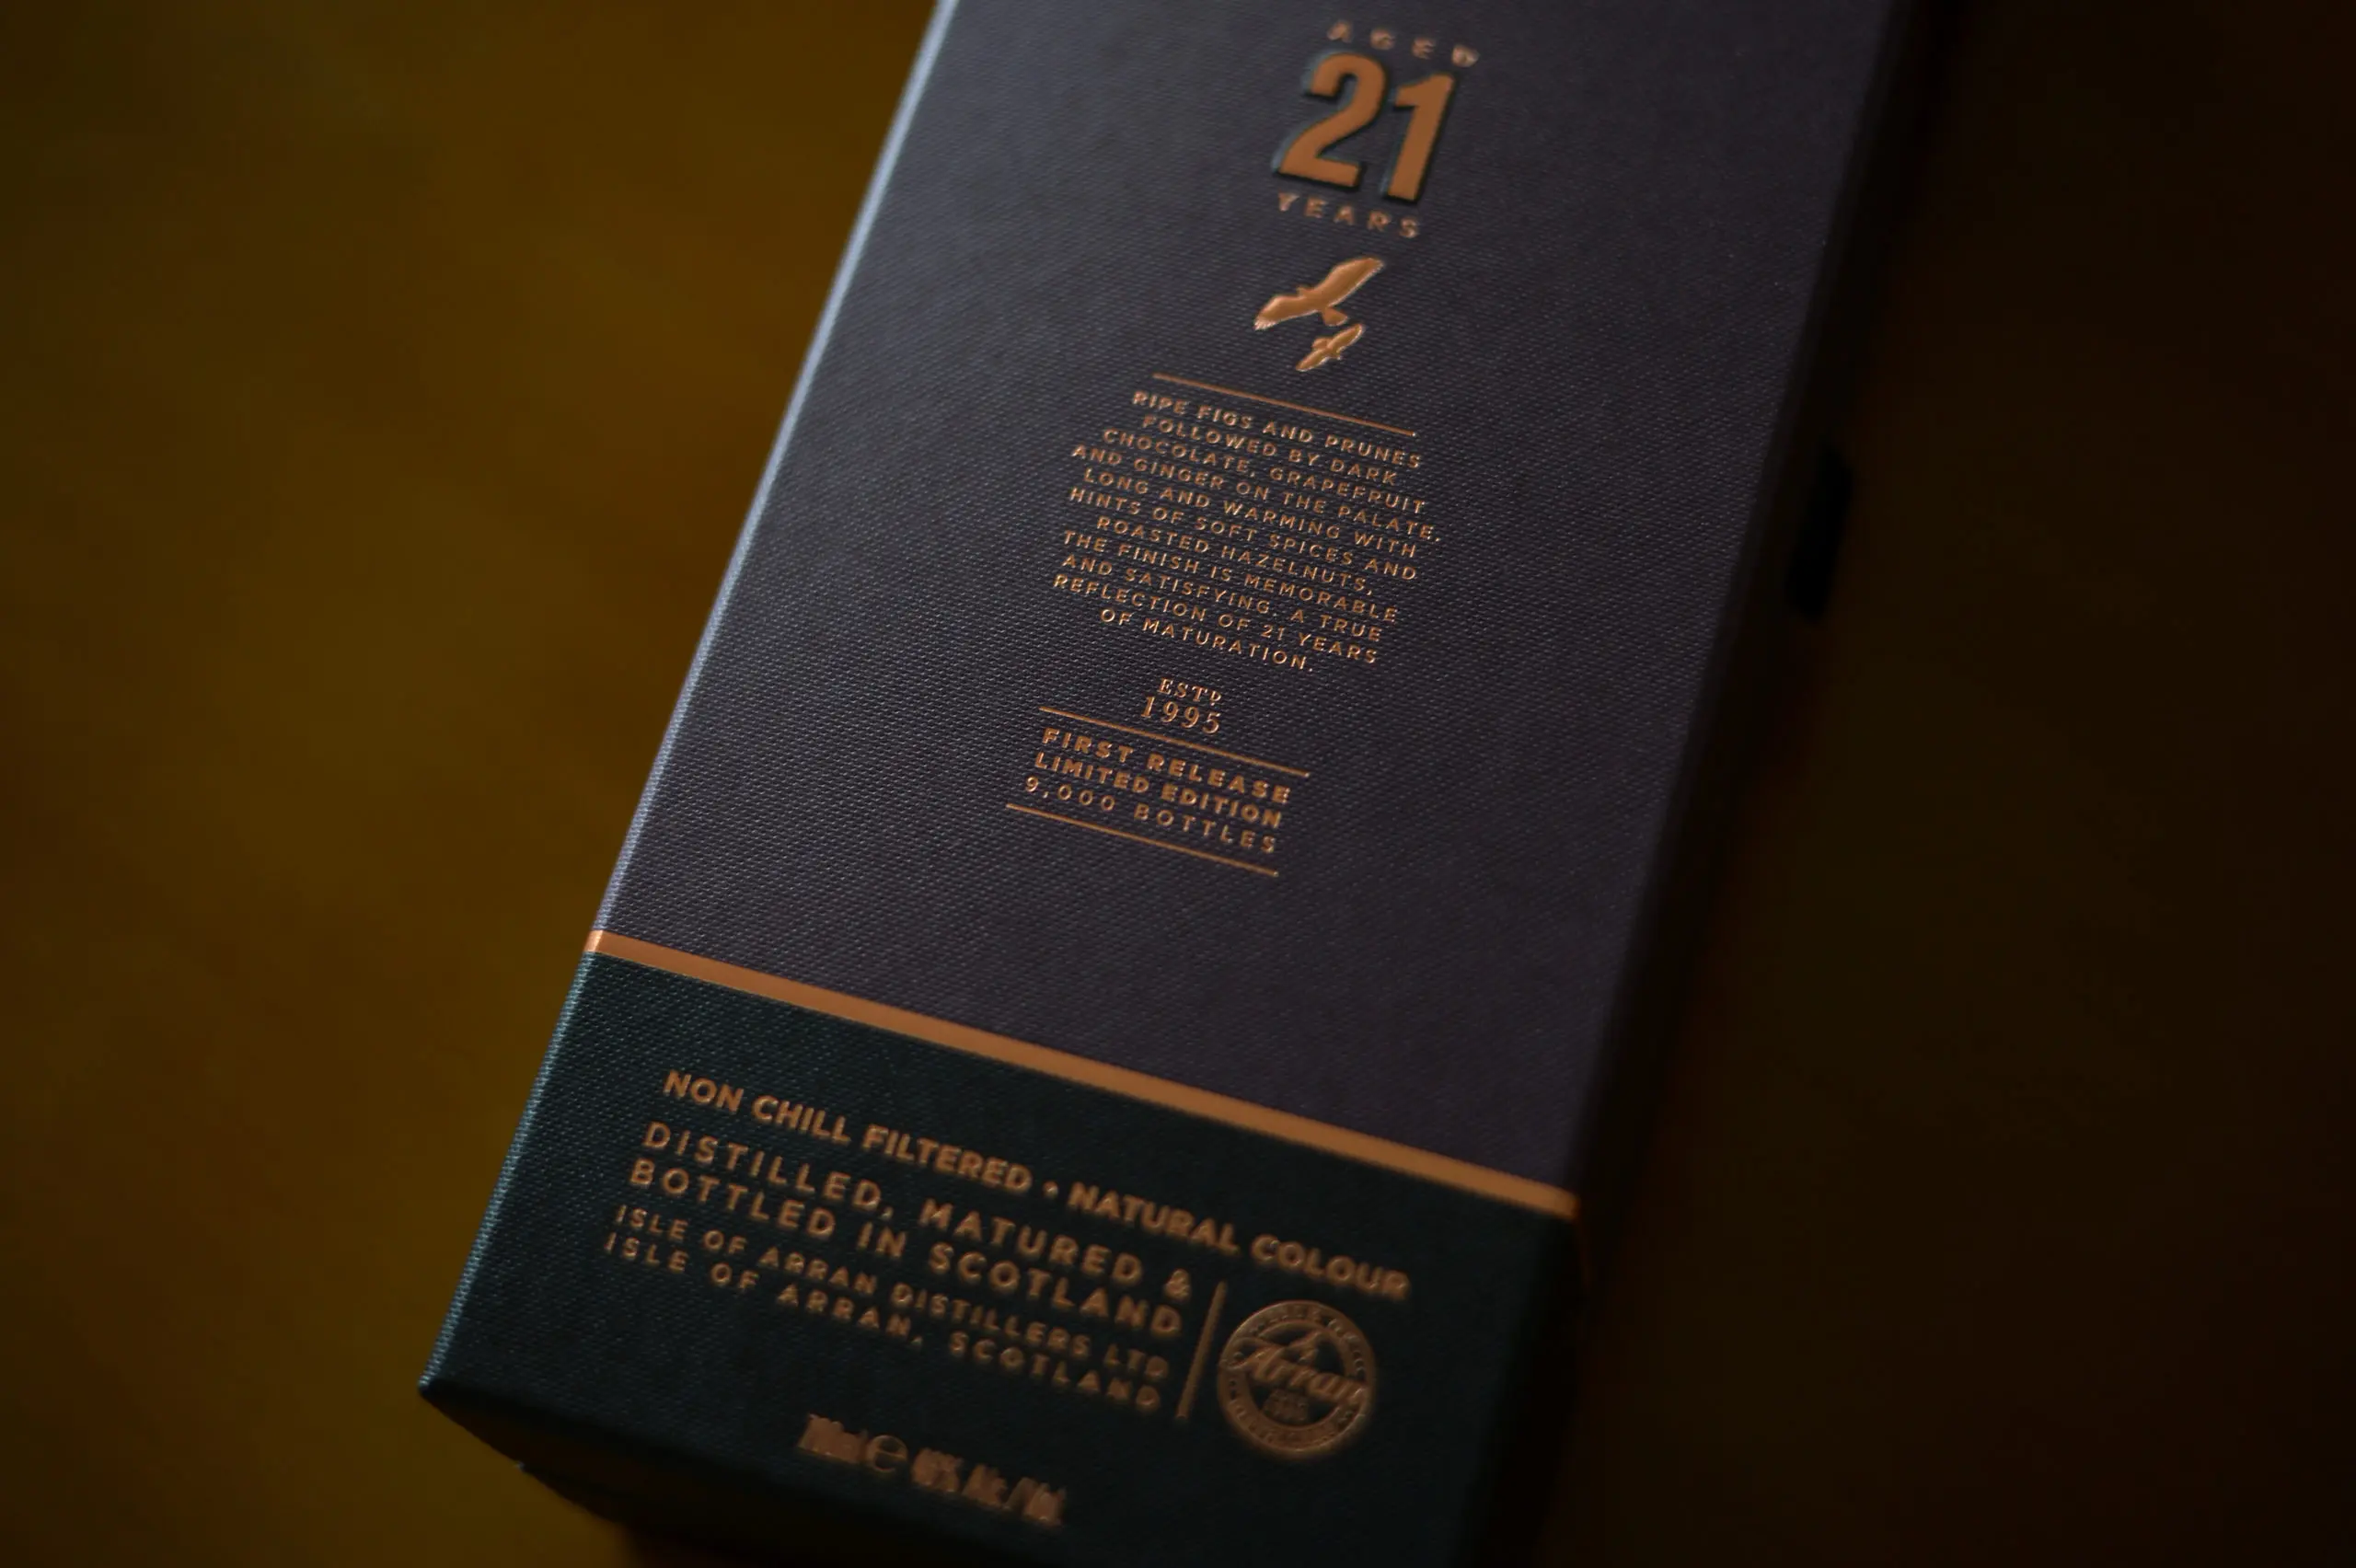 AGED
21
YEARS
RIPE FIGS AND PRUNES
FOLLOWED BY DARK
CHOCOLATE, GRAPEFRUIT
AND GINGER ON THE PALATE.
LONG AND WARMING WITH
HINTS OF SOFT SPICES AND
ROASTED HAZELNUTS,
THE FINISH IS MEMORABLE
AND SATISFYING. A TRUE
REFLECTION OF 21 YEARS
OF MATURATION.
ESTD
1995
FIRST RELEASE
LIMITED EDITION
9,000 BOTTLES
NON CHILL FILTERED • NATURAL COLOUR
DISTILLED, MATURED &
BOTTLED IN SCOTLAND
ISLE OF ARRAN DISTILLERS LTD
ISLE OF ARRAN, SCOTLAND
Arran